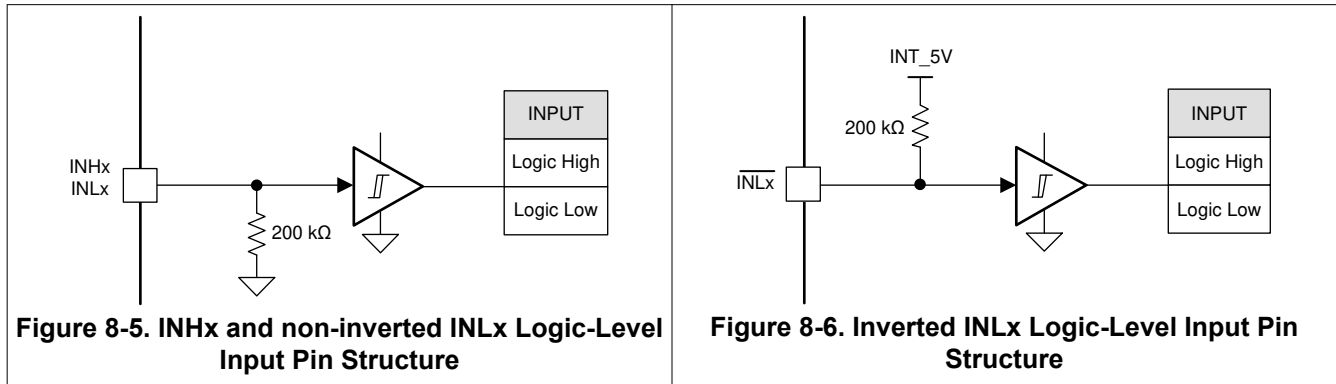 INHx
INLx
200 kΩ
INPUT
Logic High
Logic Low
Figure 8-5. INHx and non-inverted INLx Logic-Level
Input Pin Structure
INT_5V
200 kΩ
I̅N̅L̅x̅
INPUT
Logic High
Logic Low
Figure 8-6. Inverted INLx Logic-Level Input Pin
Structure